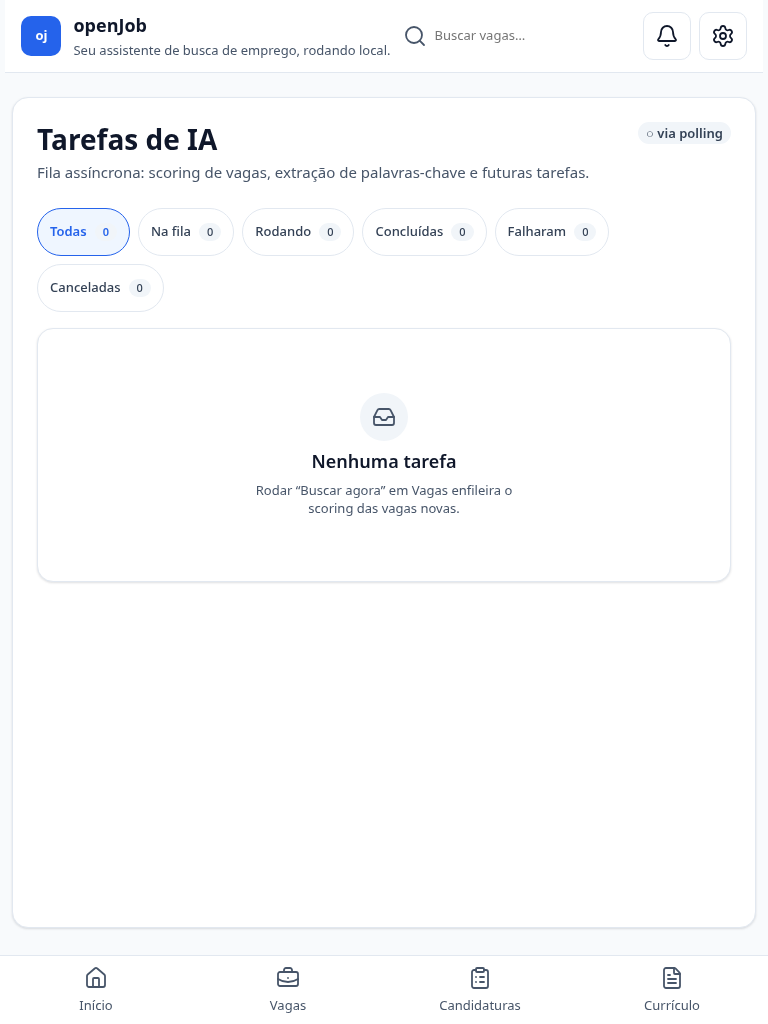 oj
openJob
Seu assistente de busca de emprego, rodando local.
Buscar vagas...
Tarefas de IA
○ via polling
Fila assíncrona: scoring de vagas, extração de palavras-chave e futuras tarefas.
Todas 0
Na fila 0
Rodando 0
Concluídas 0
Falharam 0
Canceladas 0
Nenhuma tarefa
Rodar “Buscar agora” em Vagas enfileira o
scoring das vagas novas.
Início
Vagas
Candidaturas
Currículo